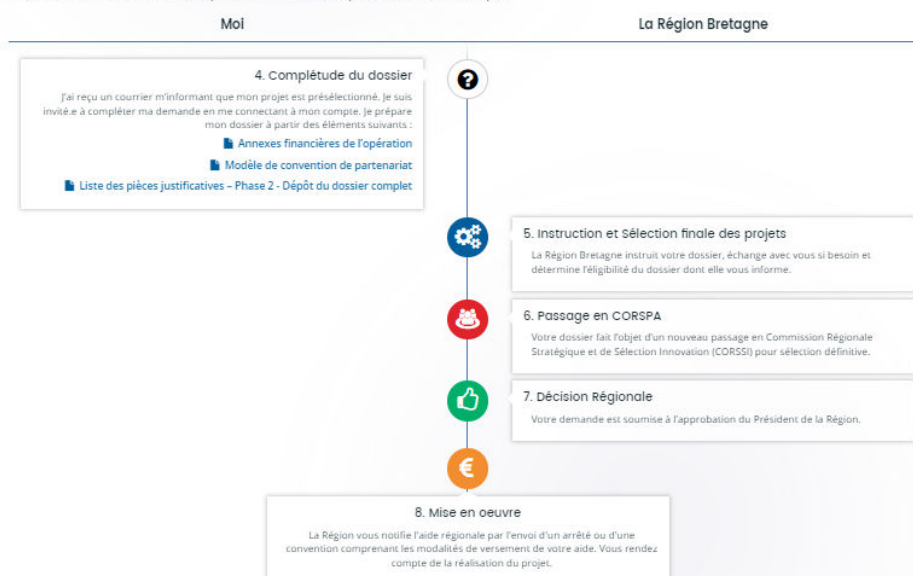 Moi
La Région Bretagne
4. Complétude du dossier
J'ai reçu un courrier m'informant que mon projet est présélectionné. Je suis
invité.e à compléter ma demande en me connectant à mon compte. Je prépare
mon dossier à partir des éléments suivants :
Annexes financières de l'opération
Modèle de convention de partenariat
Liste des pièces justificatives – Phase 2 - Dépôt du dossier complet
5. Instruction et Sélection finale des projets
La Région Bretagne instruit votre dossier, échange avec vous si besoin et
détermine l'éligibilité du dossier dont elle vous informe.
6. Passage en CORSPA
Votre dossier fait l'objet d'un nouveau passage en Commission Régionale
Stratégique et de Sélection Innovation (CORSSI) pour sélection définitive.
7. Décision Régionale
Votre demande est soumise à l'approbation du Président de la Région.
8. Mise en oeuvre
La Région vous notifie l'aide régionale par l'envoi d'un arrêté ou d'une
convention comprenant les modalités de versement de votre aide. Vous rendez
compte de la réalisation du projet.